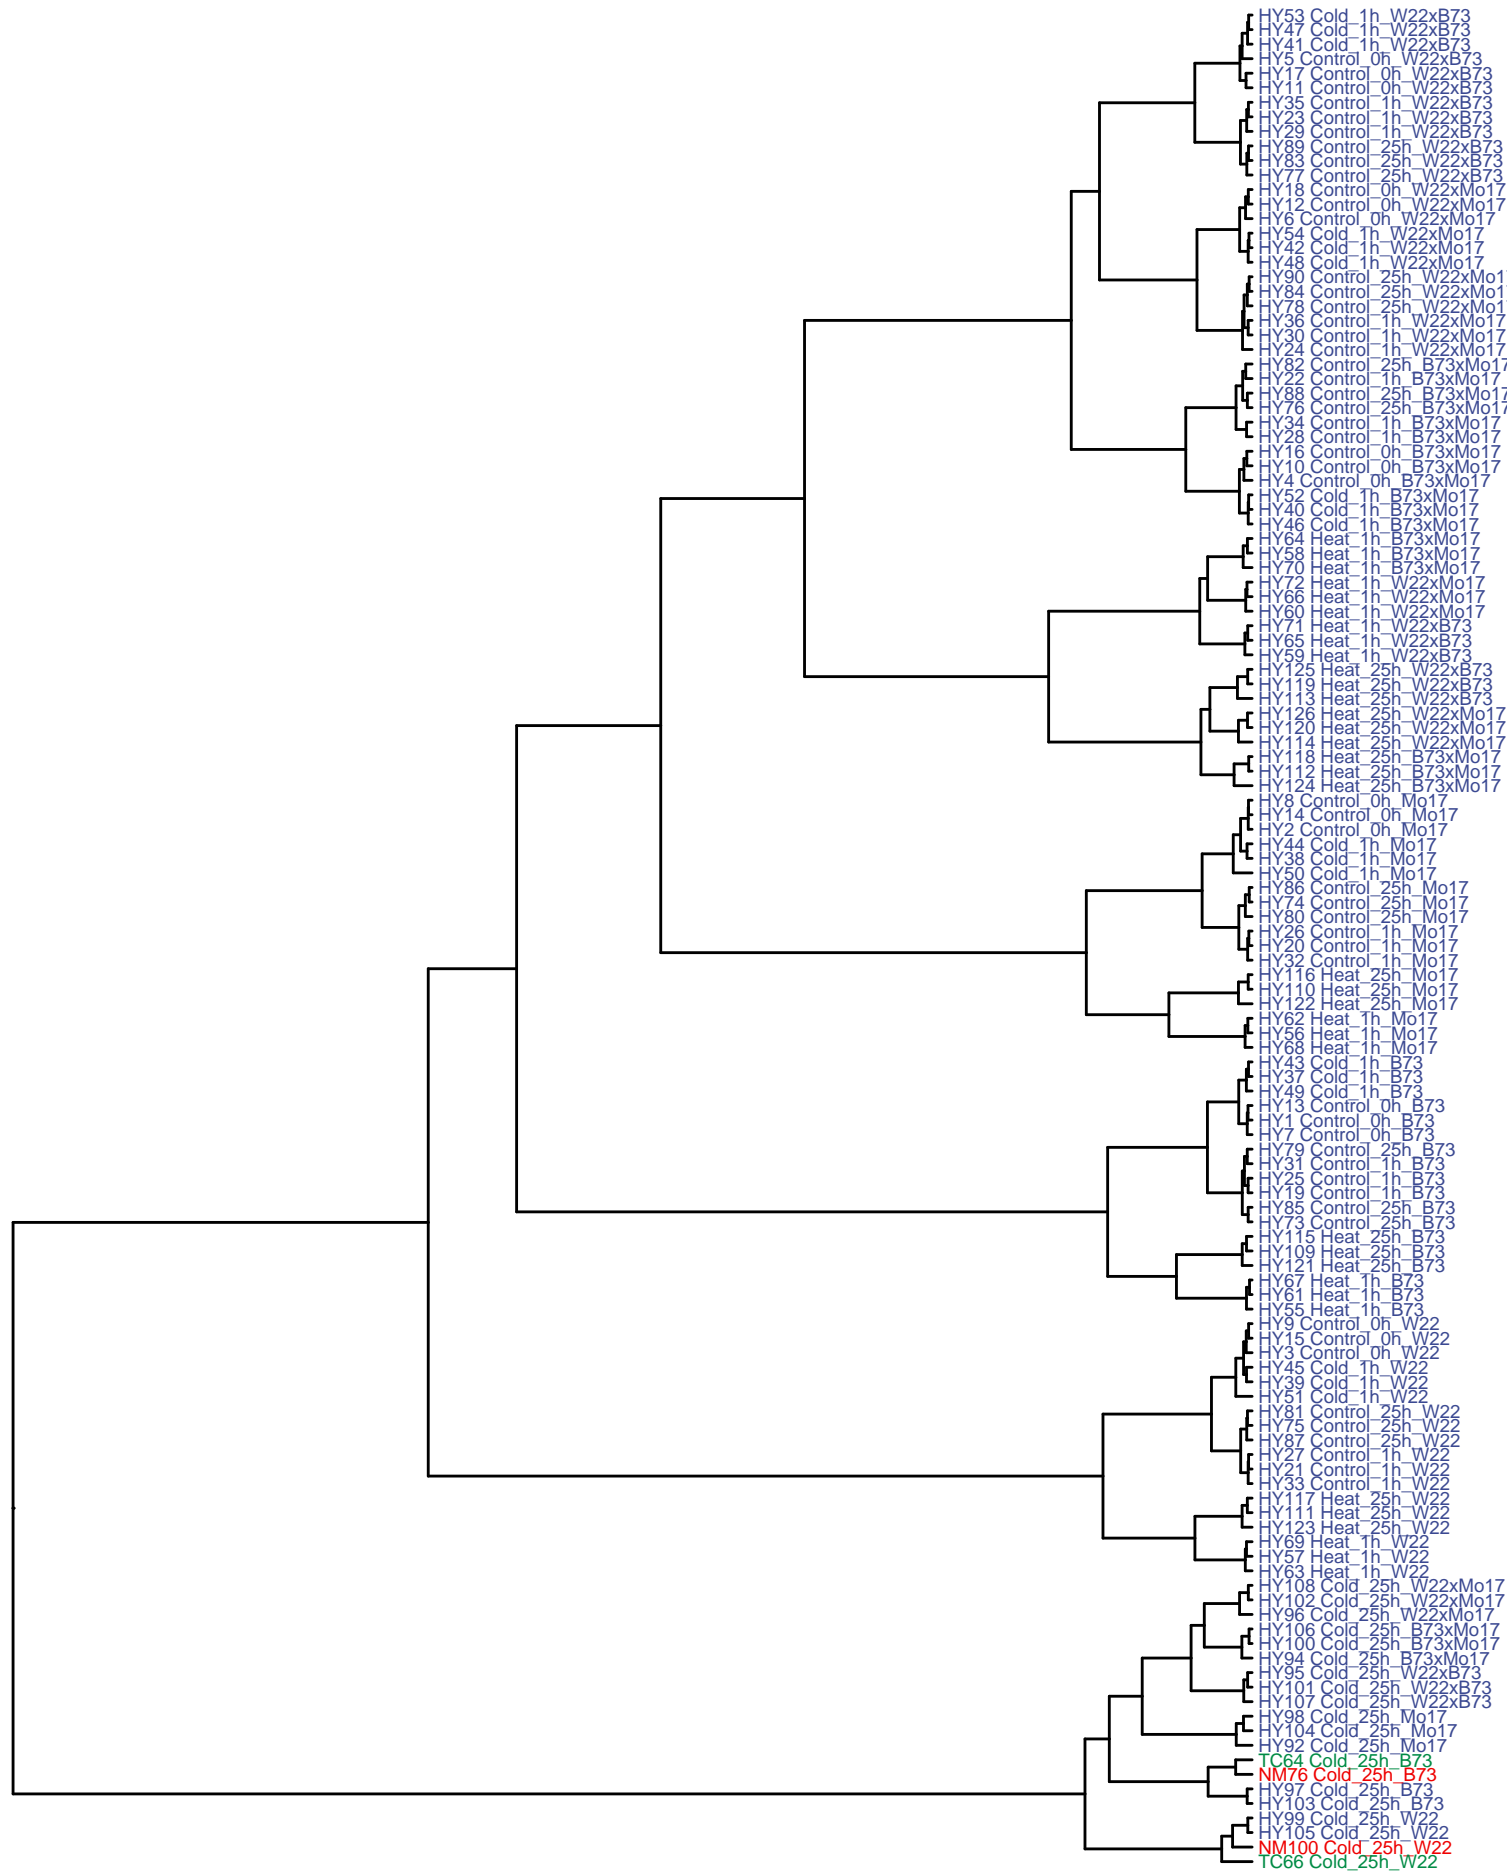 HY53 Cold_1h_W22xB73
HY47 Cold_1h_W22xB73
HY41 Cold_1h_W22xB73
HY5 Control_0h_W22xB73
HY17 Control_0h_W22xB73
HY11 Control_0h_W22xB73
HY35 Control_1h_W22xB73
HY23 Control_1h_W22xB73
HY29 Control_1h_W22xB73
HY89 Control_25h_W22xB73
HY83 Control_25h_W22xB73
HY77 Control_25h_W22xB73
HY18 Control_0h_W22xMo17
HY12 Control_0h_W22xMo17
HY6 Control_0h_W22xMo17
HY54 Cold_1h_W22xMo17
HY42 Cold_1h_W22xMo17
HY48 Cold_1h_W22xMo17
HY90 Control_25h_W22xMo1
HY84 Control_25h_W22xMo1
HY78 Control_25h_W22xMo1
HY36 Control_1h_W22xMo17
HY30 Control_1h_W22xMo17
HY24 Control_1h_W22xMo17
HY82 Control_25h_B73xMo17
HY22 Control_1h_B73xMo17
HY88 Control_25h_B73xMo17
HY76 Control_25h_B73xMo17
HY34 Control_1h_B73xMo17
HY28 Control_1h_B73xMo17
HY16 Control_0h_B73xMo17
HY10 Control_0h_B73xMo17
HY4 Control_0h_B73xMo17
HY52 Cold_1h_B73xMo17
HY40 Cold_1h_B73xMo17
HY46 Cold_1h_B73xMo17
HY64 Heat_1h_B73xMo17
HY58 Heat_1h_B73xMo17
HY70 Heat_1h_B73xMo17
HY72 Heat_1h_W22xMo17
HY66 Heat_1h_W22xMo17
HY60 Heat_1h_W22xMo17
HY71 Heat_1h_W22xB73
HY65 Heat_1h_W22xB73
HY59 Heat_1h_W22xB73
HY125 Heat_25h_W22xB73
HY119 Heat_25h_W22xB73
HY113 Heat_25h_W22xB73
HY126 Heat_25h_W22xMo17
HY120 Heat_25h_W22xMo17
HY114 Heat_25h_W22xMo17
HY118 Heat_25h_B73xMo17
HY112 Heat_25h_B73xMo17
HY124 Heat_25h_B73xMo17
HY8 Control_0h_Mo17
HY14 Control_0h_Mo17
HY2 Control_0h_Mo17
HY44 Cold_1h_Mo17
HY38 Cold_1h_Mo17
HY50 Cold_1h_Mo17
HY86 Control_25h_Mo17
HY74 Control_25h_Mo17
HY80 Control_25h_Mo17
HY26 Control_1h_Mo17
HY20 Control_1h_Mo17
HY32 Control_1h_Mo17
HY116 Heat_25h_Mo17
HY110 Heat_25h_Mo17
HY122 Heat_25h_Mo17
HY62 Heat_1h_Mo17
HY56 Heat_1h_Mo17
HY68 Heat_1h_Mo17
HY43 Cold_1h_B73
HY37 Cold_1h_B73
HY49 Cold_1h_B73
HY13 Control_0h_B73
HY1 Control_0h_B73
HY7 Control_0h_B73
HY79 Control_25h_B73
HY31 Control_1h_B73
HY25 Control_1h_B73
HY19 Control_1h_B73
HY85 Control_25h_B73
HY73 Control_25h_B73
HY115 Heat_25h_B73
HY109 Heat_25h_B73
HY121 Heat_25h_B73
HY67 Heat_1h_B73
HY61 Heat_1h_B73
HY55 Heat_1h_B73
HY9 Control_0h_W22
HY15 Control_0h_W22
HY3 Control_0h_W22
HY45 Cold_1h_W22
HY39 Cold_1h_W22
HY51 Cold_1h_W22
HY81 Control_25h_W22
HY75 Control_25h_W22
HY87 Control_25h_W22
HY27 Control_1h_W22
HY21 Control_1h_W22
HY33 Control_1h_W22
HY117 Heat_25h_W22
HY111 Heat_25h_W22
HY123 Heat_25h_W22
HY69 Heat_1h_W22
HY57 Heat_1h_W22
HY63 Heat_1h_W22
HY108 Cold_25h_W22xMo17
HY102 Cold_25h_W22xMo17
HY96 Cold_25h_W22xMo17
HY106 Cold_25h_B73xMo17
HY100 Cold_25h_B73xMo17
HY94 Cold_25h_B73xMo17
HY95 Cold_25h_W22xB73
HY101 Cold_25h_W22xB73
HY107 Cold_25h_W22xB73
HY98 Cold_25h_Mo17
HY104 Cold_25h_Mo17
HY92 Cold_25h_Mo17
TC64 Cold_25h_B73
NM76 Cold_25h_B73
HY97 Cold_25h_B73
HY103 Cold_25h_B73
HY99 Cold_25h_W22
HY105 Cold_25h_W22
NM100 Cold_25h_W22
TC66 Cold_25h_W22